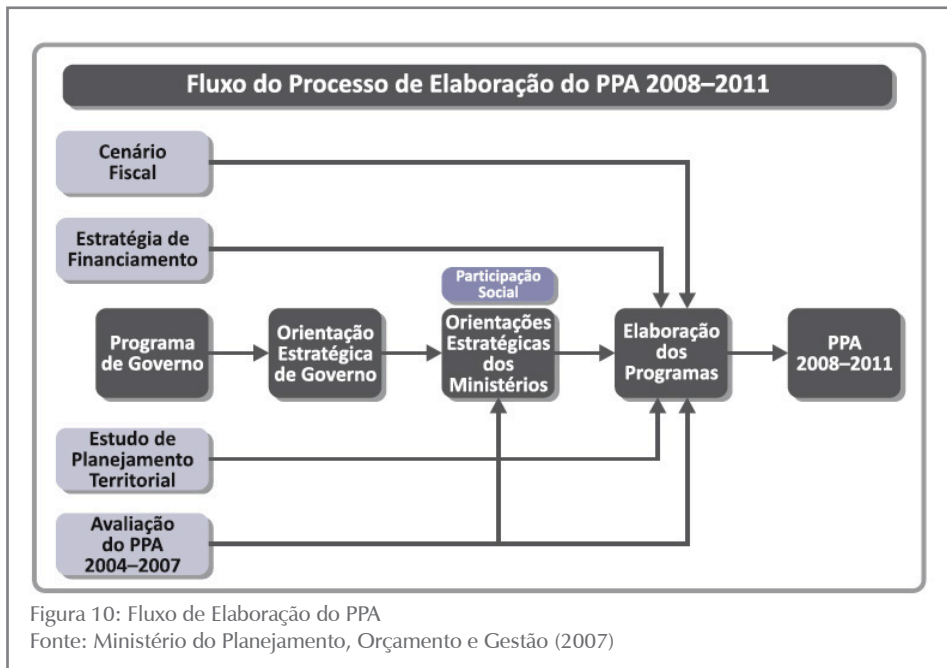 Fluxo do Processo de Elaboração do PPA 2008–2011
Cenário
Fiscal
Estratégia de
Financiamento
Participação
Social
Programa
de Governo
Orientação
Estratégica
de Governo
Orientações
Estratégicas
dos
Ministérios
Elaboração
dos
Programas
PPA
2008–2011
Estudo de
Planejamento
Territorial
Avaliação
do PPA
2004–2007
Figura 10: Fluxo de Elaboração do PPA
Fonte: Ministério do Planejamento, Orçamento e Gestão (2007)